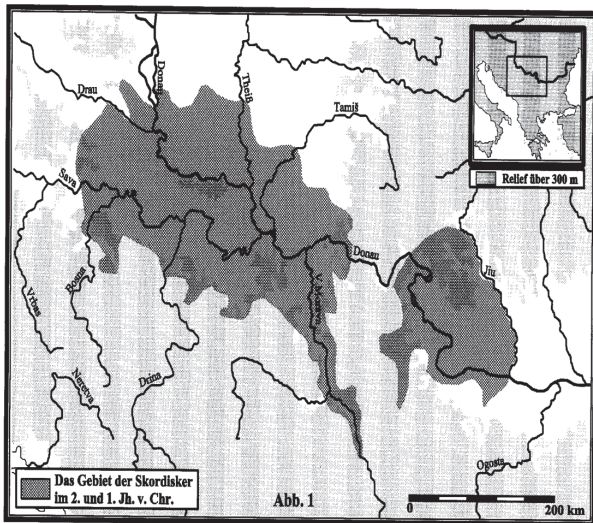 Drau
Donau
Theiß
Tamiš
Sava
Vrbas
Bosna
Neretva
Drina
V. Morava
Donau
Jiu
Ogosta
Relief über 300 m
Das Gebiet der Skordisker
im 2. und 1. Jh. v. Chr.
Abb. 1
0
200 km